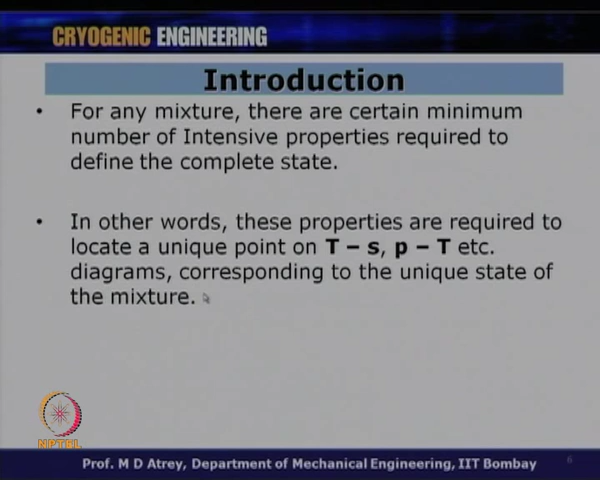 CRYOGENIC ENGINEERING
Introduction
• For any mixture, there are certain minimum
number of Intensive properties required to
define the complete state.
• In other words, these properties are required to
locate a unique point on T – s, p – T etc.
diagrams, corresponding to the unique state of
the mixture.
NPTEL
Prof. M D Atrey, Department of Mechanical Engineering, IIT Bombay
6